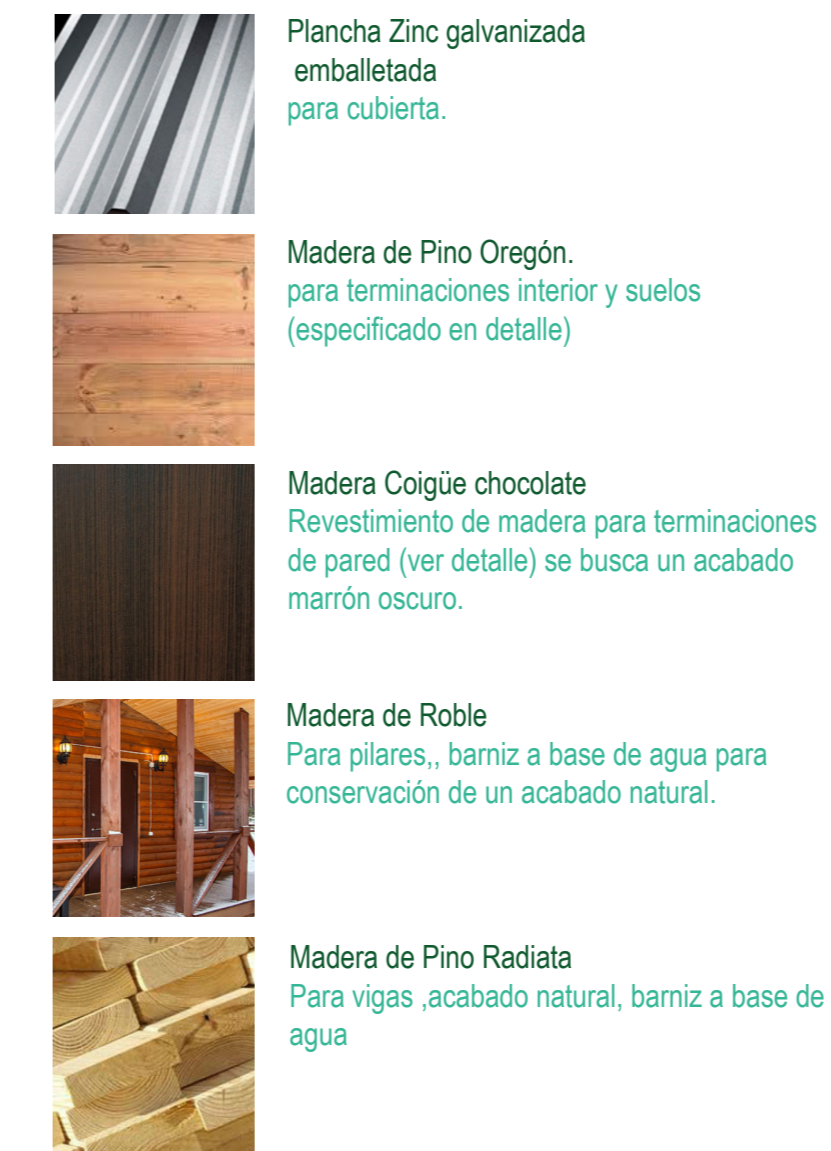 Plancha Zinc galvanizada
emballetada
para cubierta.
Madera de Pino Oregón.
para terminaciones interior y suelos
(especificado en detalle)
Madera Coigüe chocolate
Revestimiento de madera para terminaciones
de pared (ver detalle) se busca un acabado
marrón oscuro.
Madera de Roble
Para pilares,, barniz a base de agua para
conservación de un acabado natural.
Madera de Pino Radiata
Para vigas ,acabado natural, barniz a base de
agua